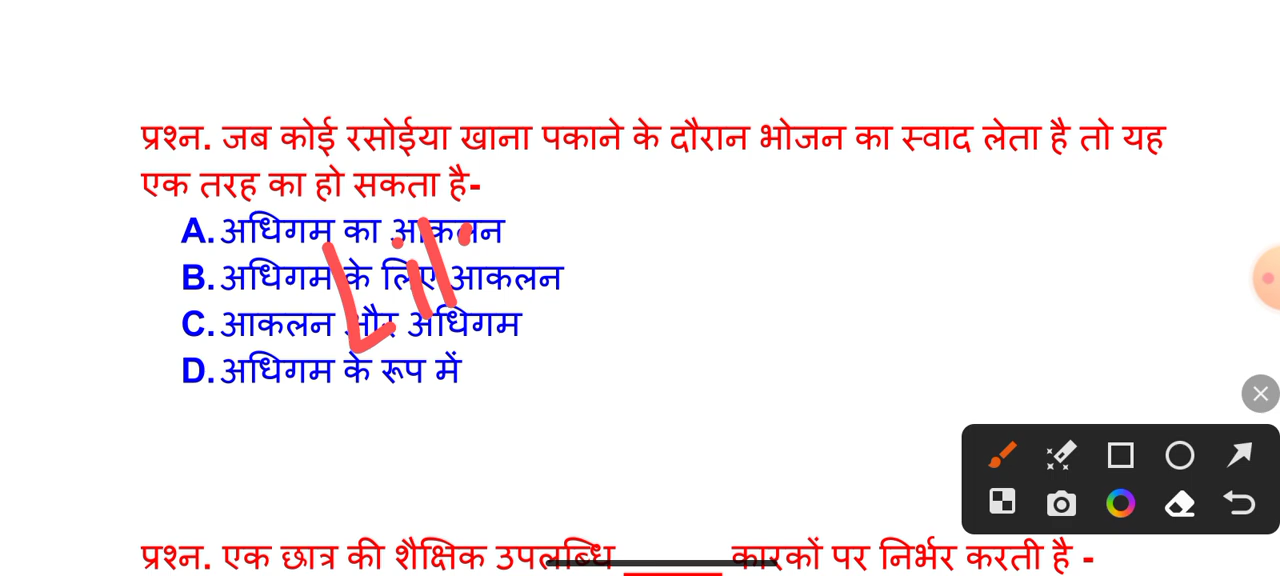 प्रश्न. जब कोई रसोईया खाना पकाने के दौरान भोजन का स्वाद लेता है तो यह
एक तरह का हो सकता है-
A. अधिगम का आकलन
B. अधिगम के लिए आकलन
C. आकलन और अधिगम
D. अधिगम के रूप में
प्रश्न. एक छात्र की शैक्षिक उपलब्धि ______ कारकों पर निर्भर करती है -